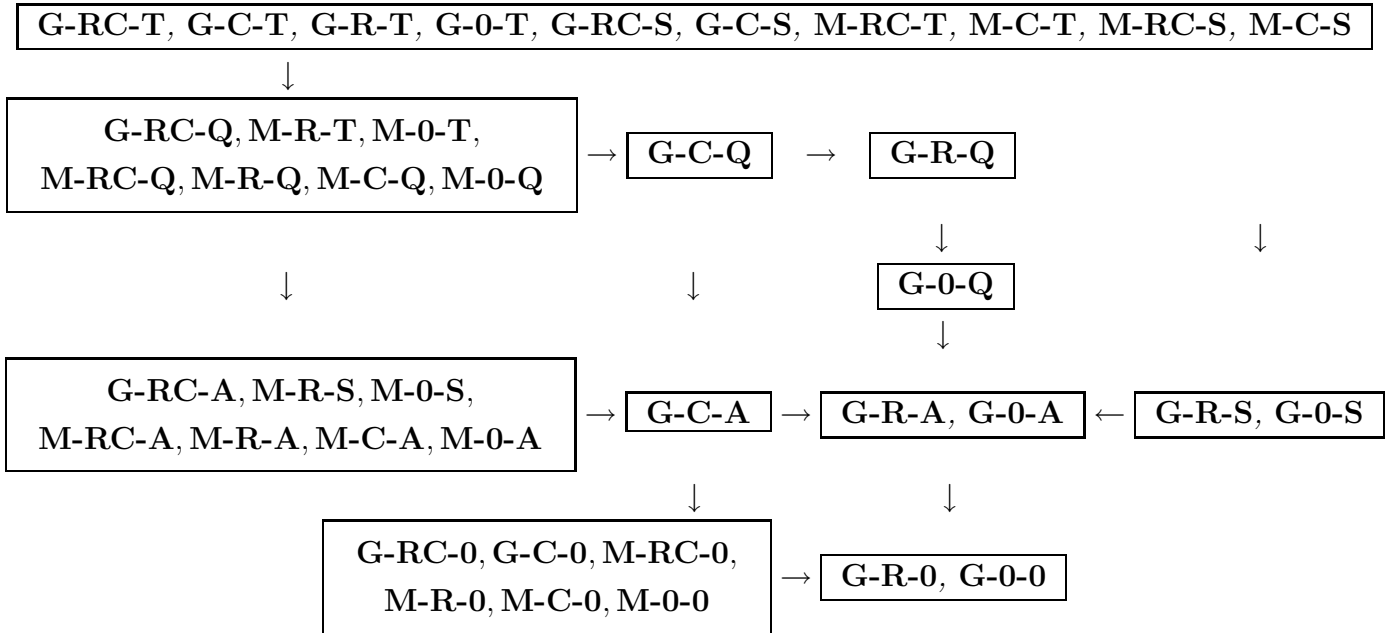 G-RC-T, G-C-T, G-R-T, G-0-T, G-RC-S, G-C-S, M-RC-T, M-C-T, M-RC-S, M-C-S
↓
G-RC-Q, M-R-T, M-0-T,
M-RC-Q, M-R-Q, M-C-Q, M-0-Q
→ G-C-Q → G-R-Q
↓ ↓
↓ ↓ G-0-Q
↓
G-RC-A, M-R-S, M-0-S,
M-RC-A, M-R-A, M-C-A, M-0-A
→ G-C-A → G-R-A, G-0-A ← G-R-S, G-0-S
↓ ↓
G-RC-0, G-C-0, M-RC-0,
M-R-0, M-C-0, M-0-0
→ G-R-0, G-0-0